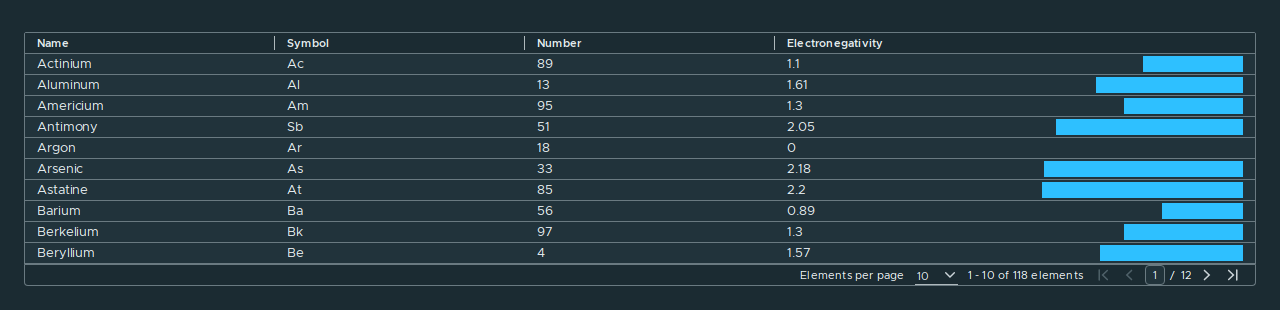 Name Symbol Number Electronegativity
Actinium Ac 89 1.1
Aluminum Al 13 1.61
Americium Am 95 1.3
Antimony Sb 51 2.05
Argon Ar 18 0
Arsenic As 33 2.18
Astatine At 85 2.2
Barium Ba 56 0.89
Berkelium Bk 97 1.3
Beryllium Be 4 1.57
Elements per page 10 1 - 10 of 118 elements 1 / 12